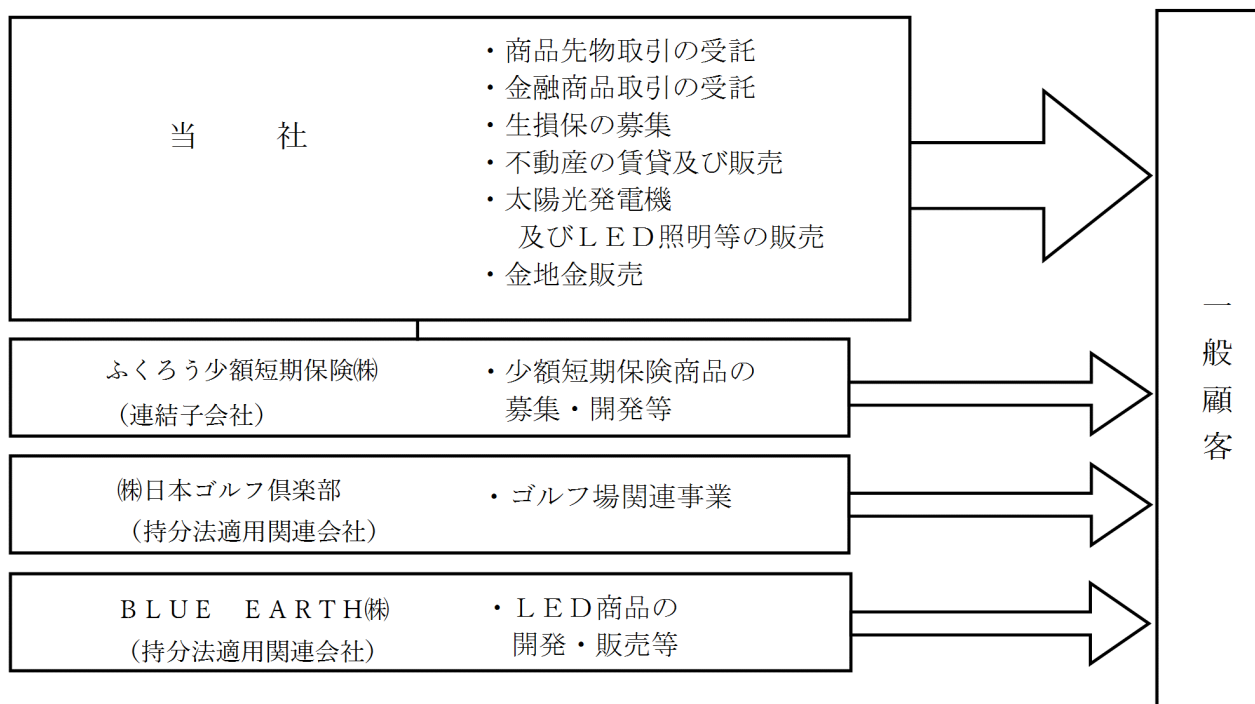 当　　社
・商品先物取引の受託
・金融商品取引の受託
・生損保の募集
・不動産の賃貸及び販売
・太陽光発電機
及びＬＥＤ照明等の販売
・金地金販売
ふくろう少額短期保険㈱
（連結子会社）
・少額短期保険商品の
募集・開発等
㈱日本ゴルフ倶楽部
（持分法適用関連会社）
・ゴルフ場関連事業
ＢＬＵＥ　ＥＡＲＴＨ㈱
（持分法適用関連会社）
・ＬＥＤ商品の
開発・販売等
一般顧客